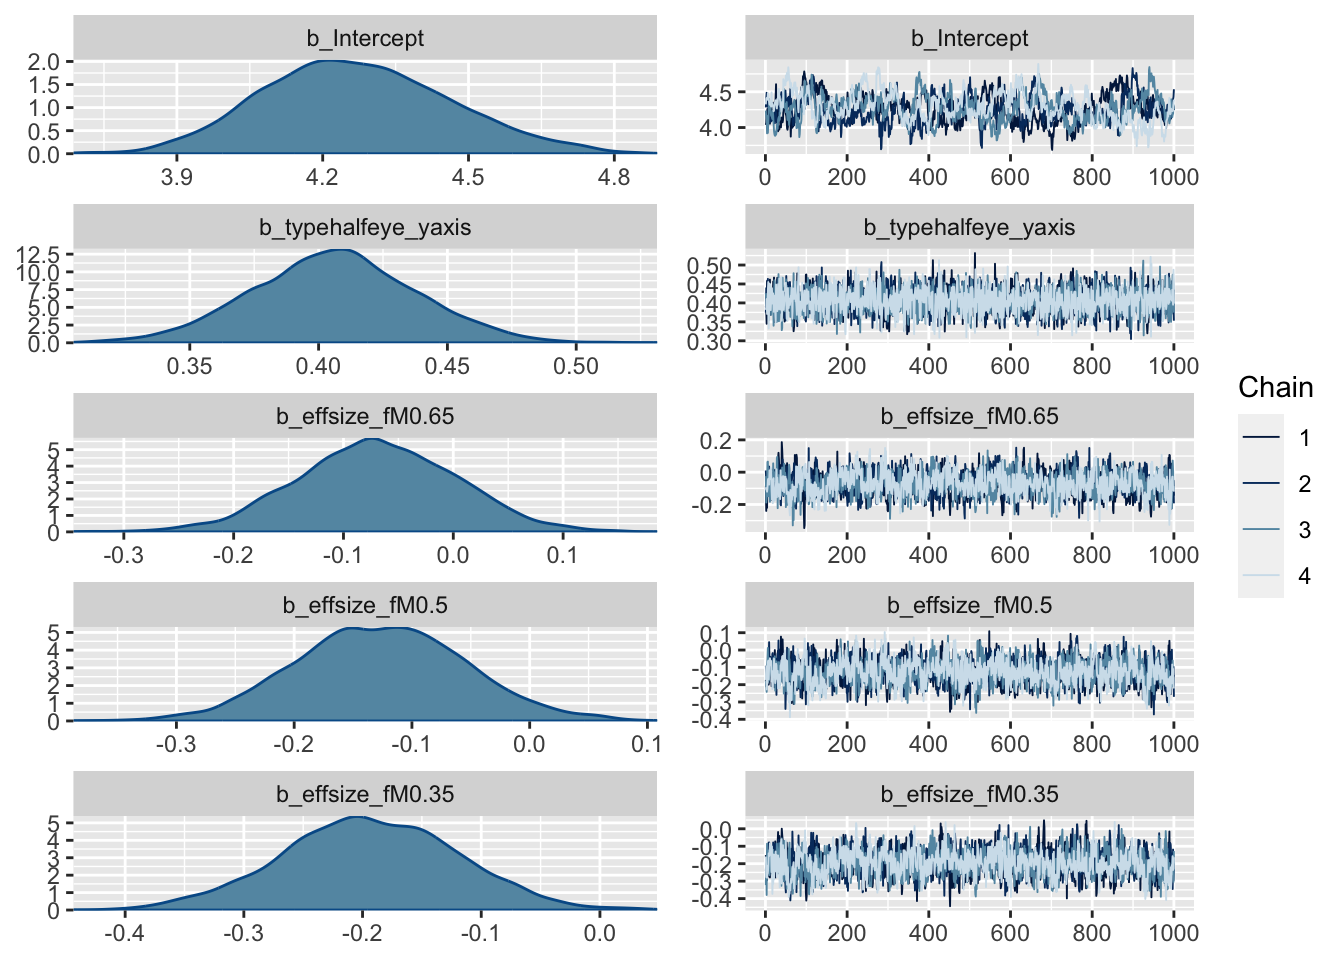 b_Intercept
2.0
1.5
1.0
0.5
0.0
3.9 4.2 4.5 4.8
b_Intercept
4.5
4.0
0 200 400 600 800 1000
b_typehalfeye_yaxis
12.5
10.0
7.5
5.0
2.5
0.0
0.35 0.40 0.45 0.50
b_typehalfeye_yaxis
0.50
0.45
0.40
0.35
0.30
0 200 400 600 800 1000
b_effsize_fM0.65
5
4
3
2
1
0
-0.3 -0.2 -0.1 0.0 0.1
b_effsize_fM0.65
0.2
0.0
-0.2
0 200 400 600 800 1000
b_effsize_fM0.5
5
4
3
2
1
0
-0.3 -0.2 -0.1 0.0 0.1
b_effsize_fM0.5
0.1
0.0
-0.1
-0.2
-0.3
-0.4
0 200 400 600 800 1000
b_effsize_fM0.35
5
4
3
2
1
0
-0.4 -0.3 -0.2 -0.1 0.0
b_effsize_fM0.35
0.0
-0.1
-0.2
-0.3
-0.4
0 200 400 600 800 1000
Chain
1
2
3
4